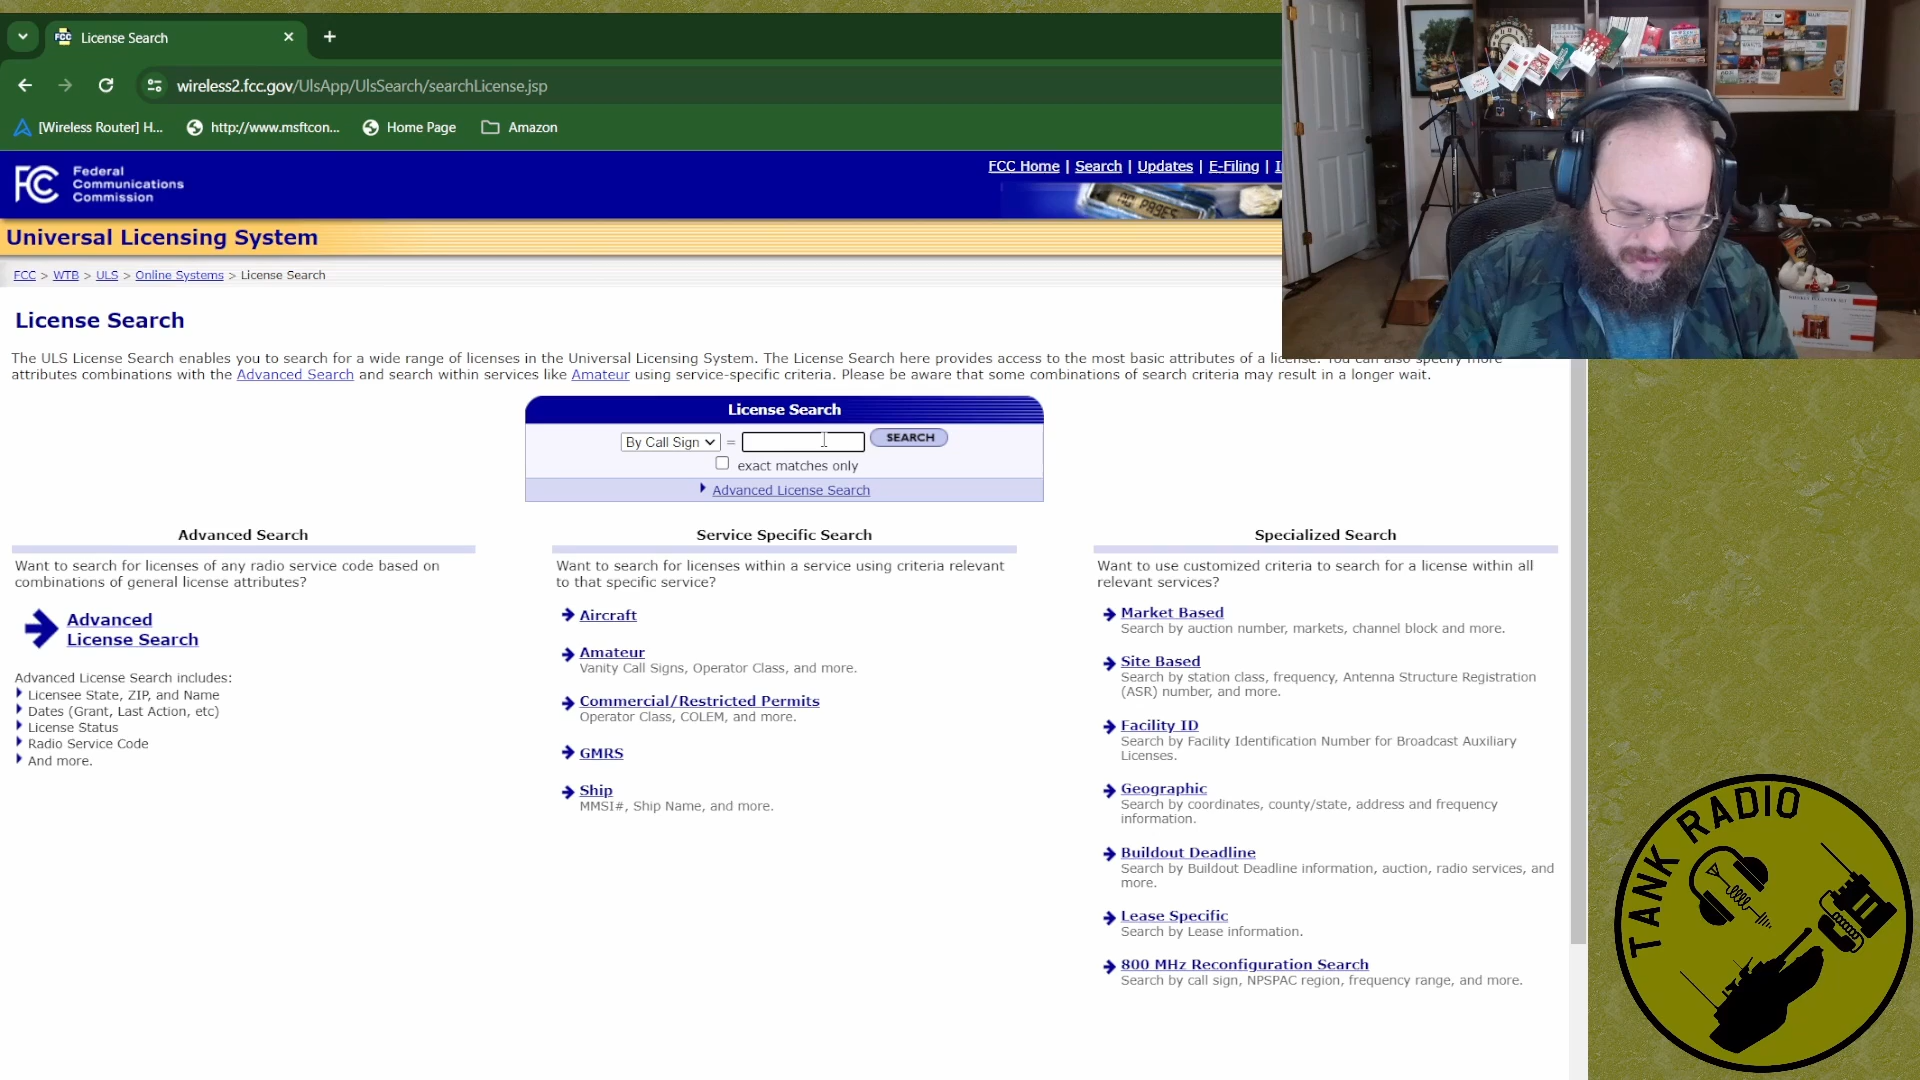 License Search
wireless2.fcc.gov/UlsApp/UlsSearch/searchLicense.jsp
[Wireless Router] H...
http://www.msftcon...
Home Page
Amazon
FCC
Federal
Communications
Commission
FCC Home | Search | Updates | E-Filing |
Universal Licensing System
FCC > WTB > ULS > Online Systems > License Search
License Search
The ULS License Search enables you to search for a wide range of licenses in the Universal Licensing System. The License Search here provides access to the most basic attributes of a license. You can also specify more
attributes combinations with the Advanced Search and search within services like Amateur using service-specific criteria. Please be aware that some combinations of search criteria may result in a longer wait.
License Search
By Call Sign = SEARCH
exact matches only
Advanced License Search
Advanced Search
Want to search for licenses of any radio service code based on
combinations of general license attributes?
Advanced
License Search
Advanced License Search includes:
Licensee State, ZIP, and Name
Dates (Grant, Last Action, etc)
License Status
Radio Service Code
And more.
Service Specific Search
Want to search for licenses within a service using criteria relevant
to that specific service?
Aircraft
Amateur
Vanity Call Signs, Operator Class, and more.
Commercial/Restricted Permits
Operator Class, COLEM, and more.
GMRS
Ship
MMSI#, Ship Name, and more.
Specialized Search
Want to use customized criteria to search for a license within all
relevant services?
Market Based
Search by auction number, markets, channel block and more.
Site Based
Search by station class, frequency, Antenna Structure Registration
(ASR) number, and more.
Facility ID
Search by Facility Identification Number for Broadcast Auxiliary
Licenses.
Geographic
Search by coordinates, county/state, address and frequency
information.
Buildout Deadline
Search by Buildout Deadline information, auction, radio services, and
more.
Lease Specific
Search by Lease information.
800 MHz Reconfiguration Search
Search by call sign, NPSPAC region, frequency range, and more.
TANK RADIO